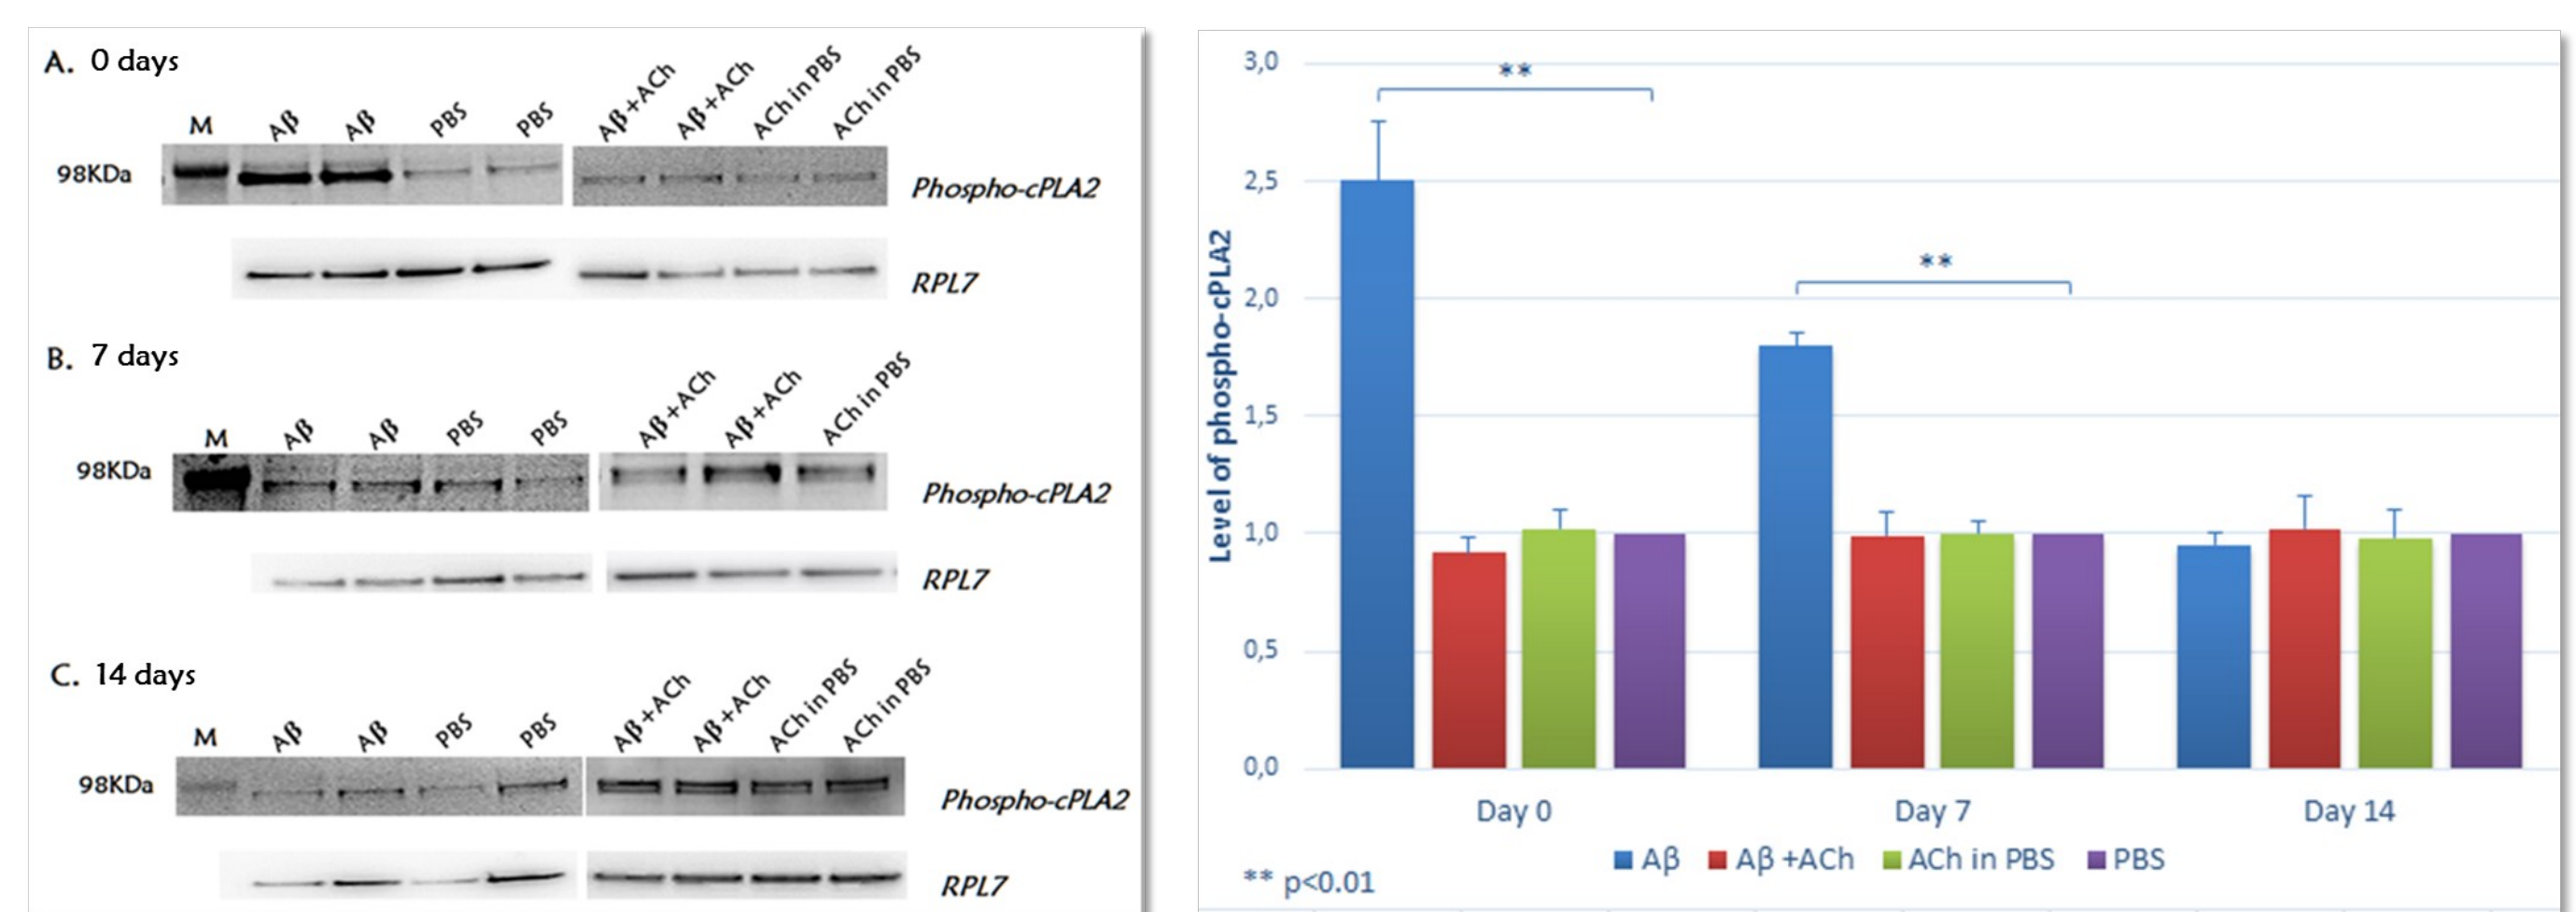 A. 0 days
M Aβ Aβ PBS PBS Aβ+ACh Aβ+ACh ACh in PBS ACh in PBS
98KDa
Phospho-cPLA2
RPL7
B. 7 days
M Aβ Aβ PBS PBS Aβ+ACh Aβ+ACh ACh in PBS
98KDa
Phospho-cPLA2
RPL7
C. 14 days
M Aβ Aβ PBS PBS Aβ+ACh Aβ+ACh ACh in PBS ACh in PBS
98KDa
Phospho-cPLA2
RPL7
Level of phospho-cPLA2
3,0
2,5
2,0
1,5
1,0
0,5
0,0
**
**
Day 0 Day 7 Day 14
Aβ Aβ +ACh ACh in PBS PBS
** p<0.01